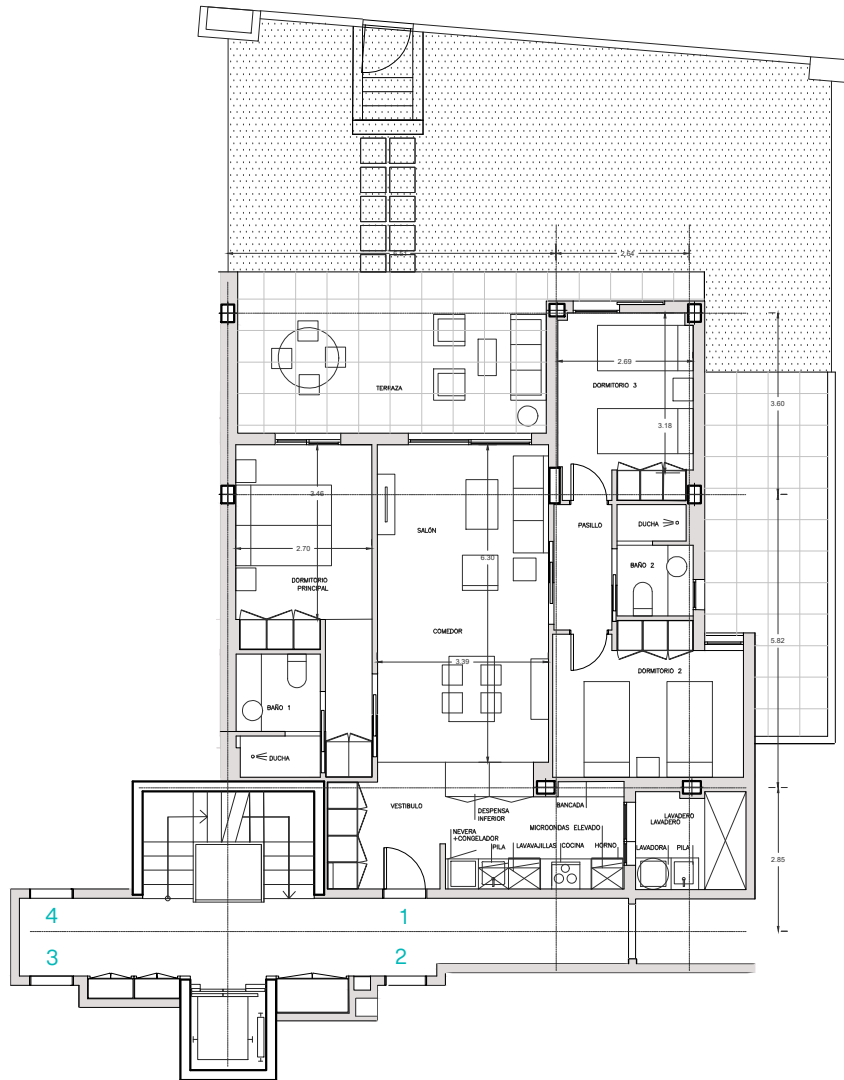 2.64
TERRAZA
2.69
DORMITORIO 3
3.60
3.18
3.46
SALÓN
PASILLO
DUCHA
2.70
6.30
BAÑO 2
DORMITORIO
PRINCIPAL
COMEDOR
5.82
3.39
DORMITORIO 2
BAÑO 1
DUCHA
VESTIBULO
DESPENSA
INFERIOR
BANCADA
LAVADERO
LAVADERO
MICROONDAS ELEVADO
NEVERA
+CONGELADOR
PILA
LAVAVAJILLAS
COCINA
HORNO
LAVADORA
PILA
2.85
4
1
3
2